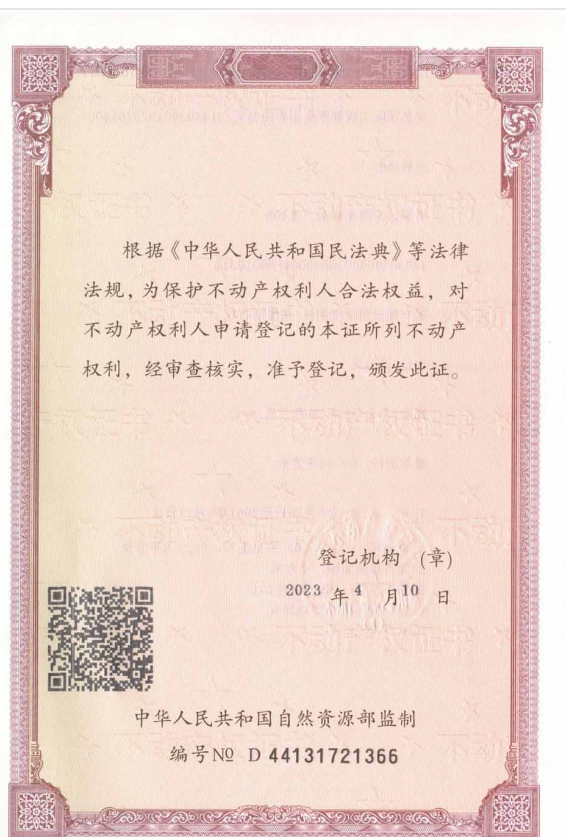 根据《中华人民共和国民法典》等法律
法规，为保护不动产权利人合法权益，对
不动产权利人申请登记的本证所列不动产
权利，经审查核实，准予登记，颁发此证。
登记机构 （章）
2023 年 4 月 10 日
中华人民共和国自然资源部监制
编号№ D 44131721366